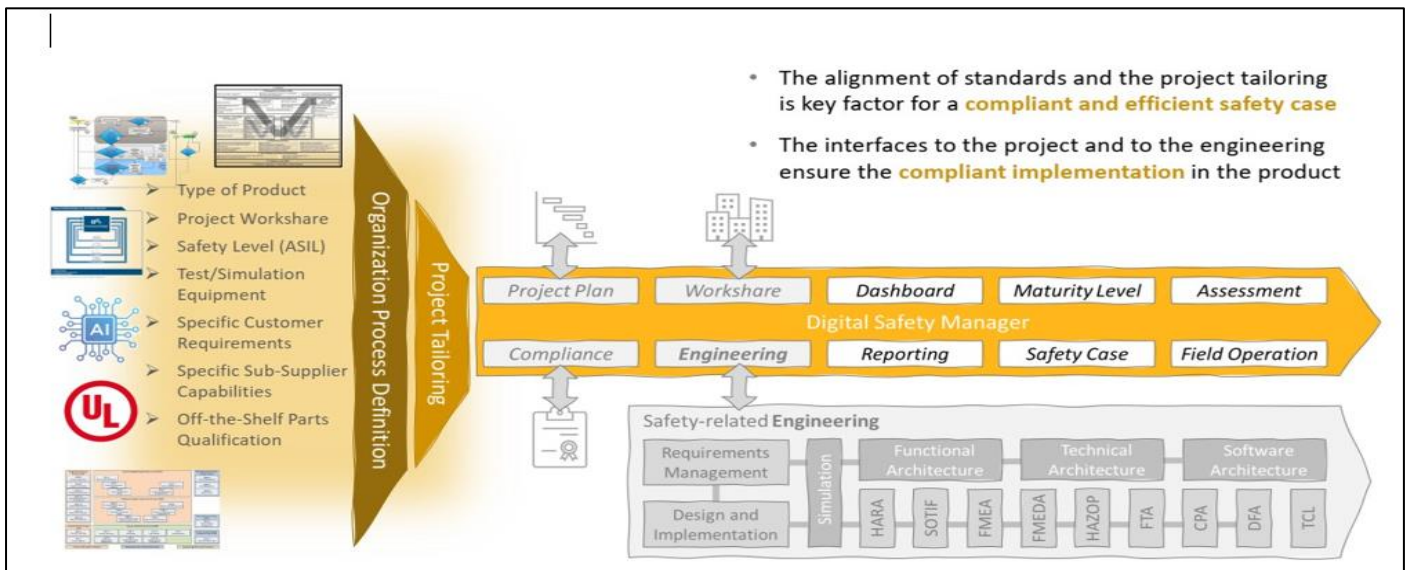 • The alignment of standards and the project tailoring
is key factor for a compliant and efficient safety case
• The interfaces to the project and to the engineering
ensure the compliant implementation in the product
➢ Type of Product
➢ Project Workshare
➢ Safety Level (ASIL)
➢ Test/Simulation
Equipment
➢ Specific Customer
Requirements
➢ Specific Sub-Supplier
Capabilities
➢ Off-the-Shelf Parts
Qualification
AI
UL
Organization Process Definition
Project Tailoring
Project Plan
Workshare
Dashboard
Maturity Level
Assessment
Digital Safety Manager
Compliance
Engineering
Reporting
Safety Case
Field Operation
Safety-related Engineering
Requirements
Management
Design and
Implementation
Simulation
Functional
Architecture
Technical
Architecture
Software
Architecture
HARA
SOTIF
FMEA
FMEDA
HAZOP
FTA
CPA
DFA
TCL